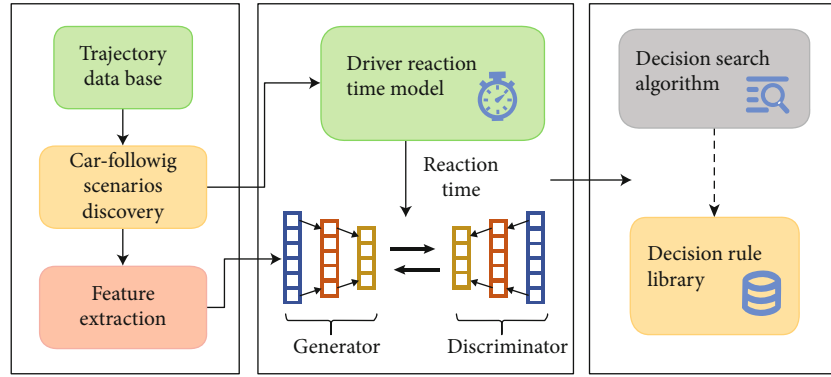 Trajectory
data base
Car-followig
scenarios
discovery
Feature
extraction
Driver reaction
time model
Reaction
time
Generator
Discriminator
Decision search
algorithm
Decision rule
library